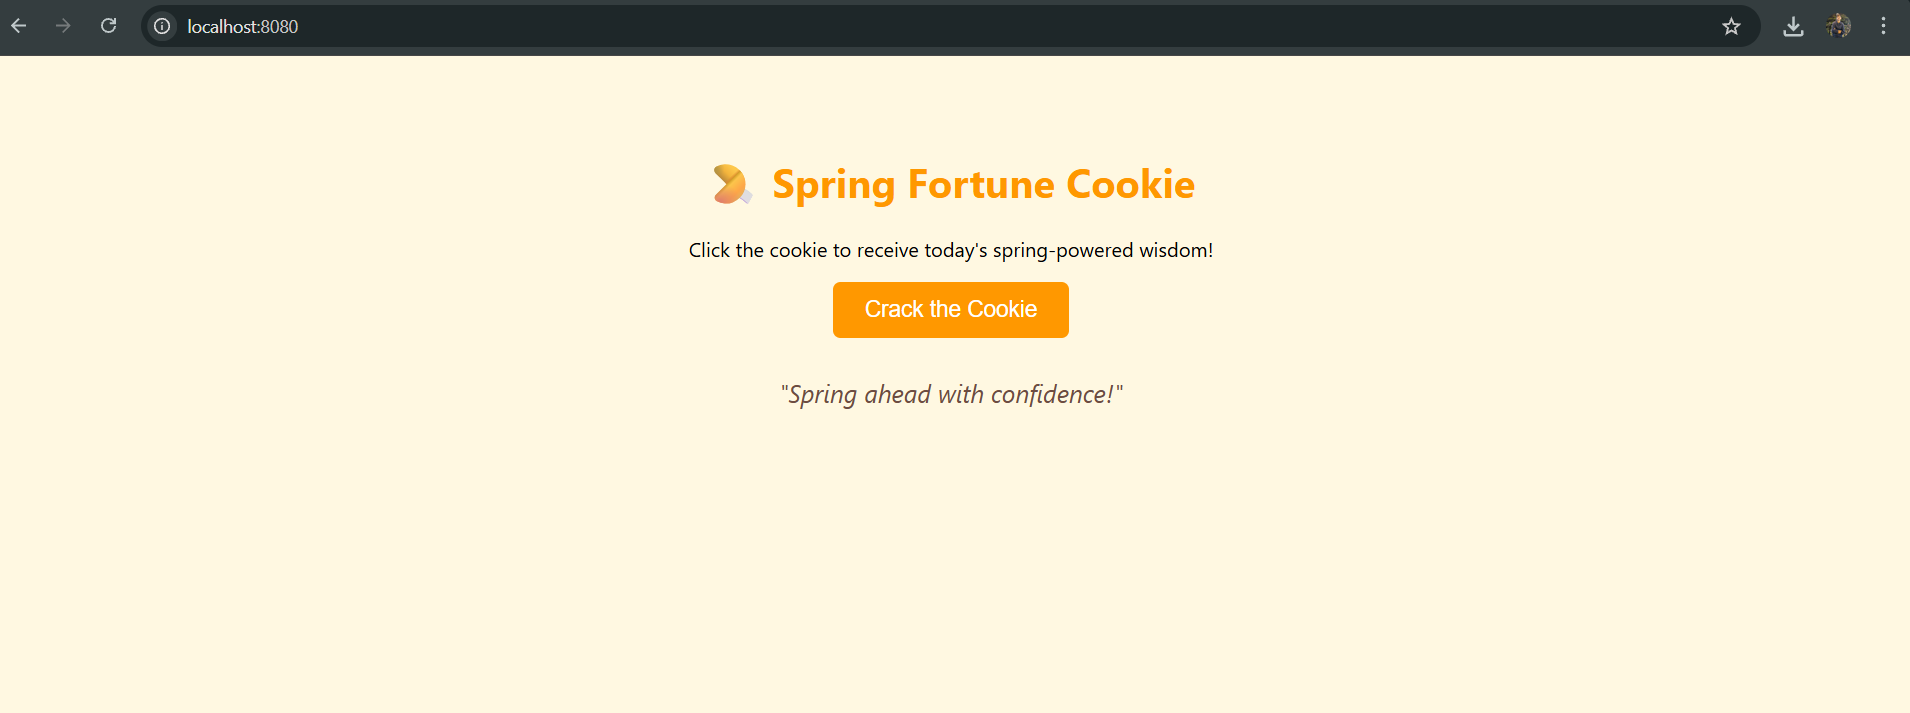 localhost:8080
Spring Fortune Cookie
Click the cookie to receive today's spring-powered wisdom!
Crack the Cookie
"Spring ahead with confidence!"